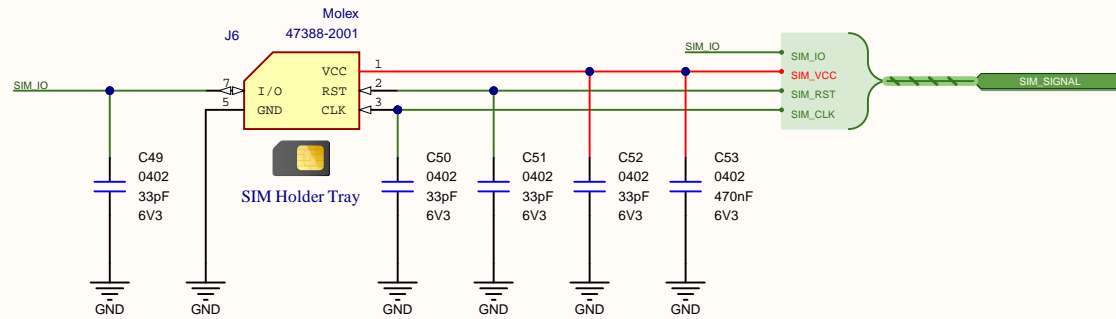 Molex
J6
47388-2001
SIM_IO
7
I/O
5
GND
VCC
1
RST
2
CLK
3
SIM Holder Tray
SIM_IO
SIM_IO
SIM_VCC
SIM_RST
SIM_CLK
SIM_SIGNAL
C49
0402
33pF
6V3
C50
0402
33pF
6V3
C51
0402
33pF
6V3
C52
0402
33pF
6V3
C53
0402
470nF
6V3
GND
GND
GND
GND
GND
GND